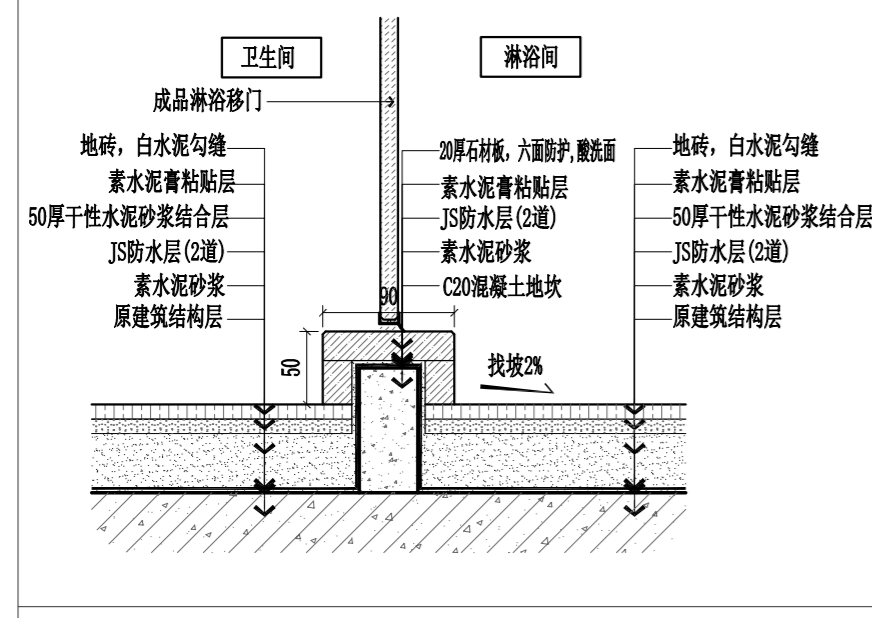 卫生间
淋浴间
成品淋浴移门
地砖，白水泥勾缝
素水泥膏粘贴层
50厚干性水泥砂浆结合层
JS防水层(2道)
素水泥砂浆
原建筑结构层
20厚石材板，六面防护,酸洗面
素水泥膏粘贴层
JS防水层(2道)
素水泥砂浆
C20混凝土地坎
地砖，白水泥勾缝
素水泥膏粘贴层
50厚干性水泥砂浆结合层
JS防水层(2道)
素水泥砂浆
原建筑结构层
90
50
找坡2%